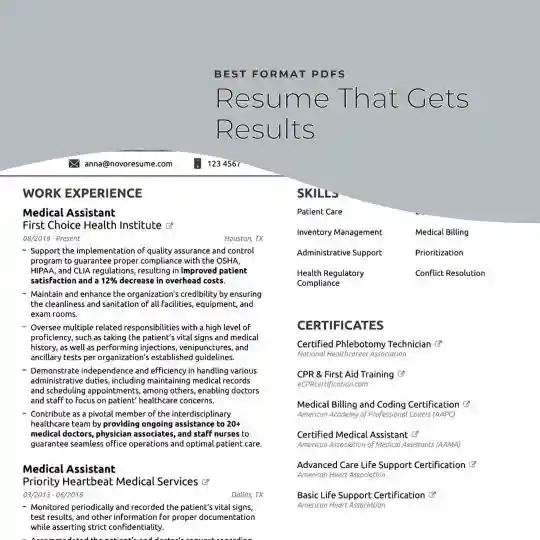 BEST FORMAT PDFS
Resume That Gets
Results
anna@novoresume.com
123 4567
WORK EXPERIENCE
Medical Assistant
First Choice Health Institute
08/2016 - Present
Houston, TX
– Support the implementation of quality assurance and control
program to guarantee proper compliance with the OSHA,
HIPAA, and CLIA regulations, resulting in improved patient
satisfaction and a 12% decrease in overhead costs.
– Maintain and enhance the organization's credibility by ensuring
the cleanliness and sanitation of all facilities, equipment, and
exam rooms.
– Oversee multiple related responsibilities with a high level of
proficiency, such as taking the patient's vital signs and medical
history, as well as performing injections, venipunctures, and
ancillary tests per organization's established guidelines.
– Demonstrate independence and efficiency in handling various
administrative duties, including maintaining medical records
and scheduling appointments, among others, enabling doctors
and staff to focus on patient' healthcare concerns.
– Contribute as a pivotal member of the interdisciplinary
healthcare team by providing ongoing assistance to 20+
medical doctors, physician associates, and staff nurses to
guarantee seamless office operations and optimal patient care.
Medical Assistant
Priority Heartbeat Medical Services
03/2013 - 06/2016
Dallas, TX
– Monitored periodically and recorded the patient's vital signs,
test results, and other information for proper documentation
while asserting strict confidentiality.
SKILLS
Patient Care
Inventory Management
Medical Billing
Administrative Support
Prioritization
Health Regulatory
Compliance
Conflict Resolution
CERTIFICATES
Certified Phlebotomy Technician
National Healthcareer Association
CPR & First Aid Training
eCPRcertification.com
Medical Billing and Coding Certification
American Academy of Professional Coders (AAPC)
Certified Medical Assistant
American Association of Medical Assistants (AAMA)
Advanced Care Life Support Certification
American Heart Association
Basic Life Support Certification
American Heart Association